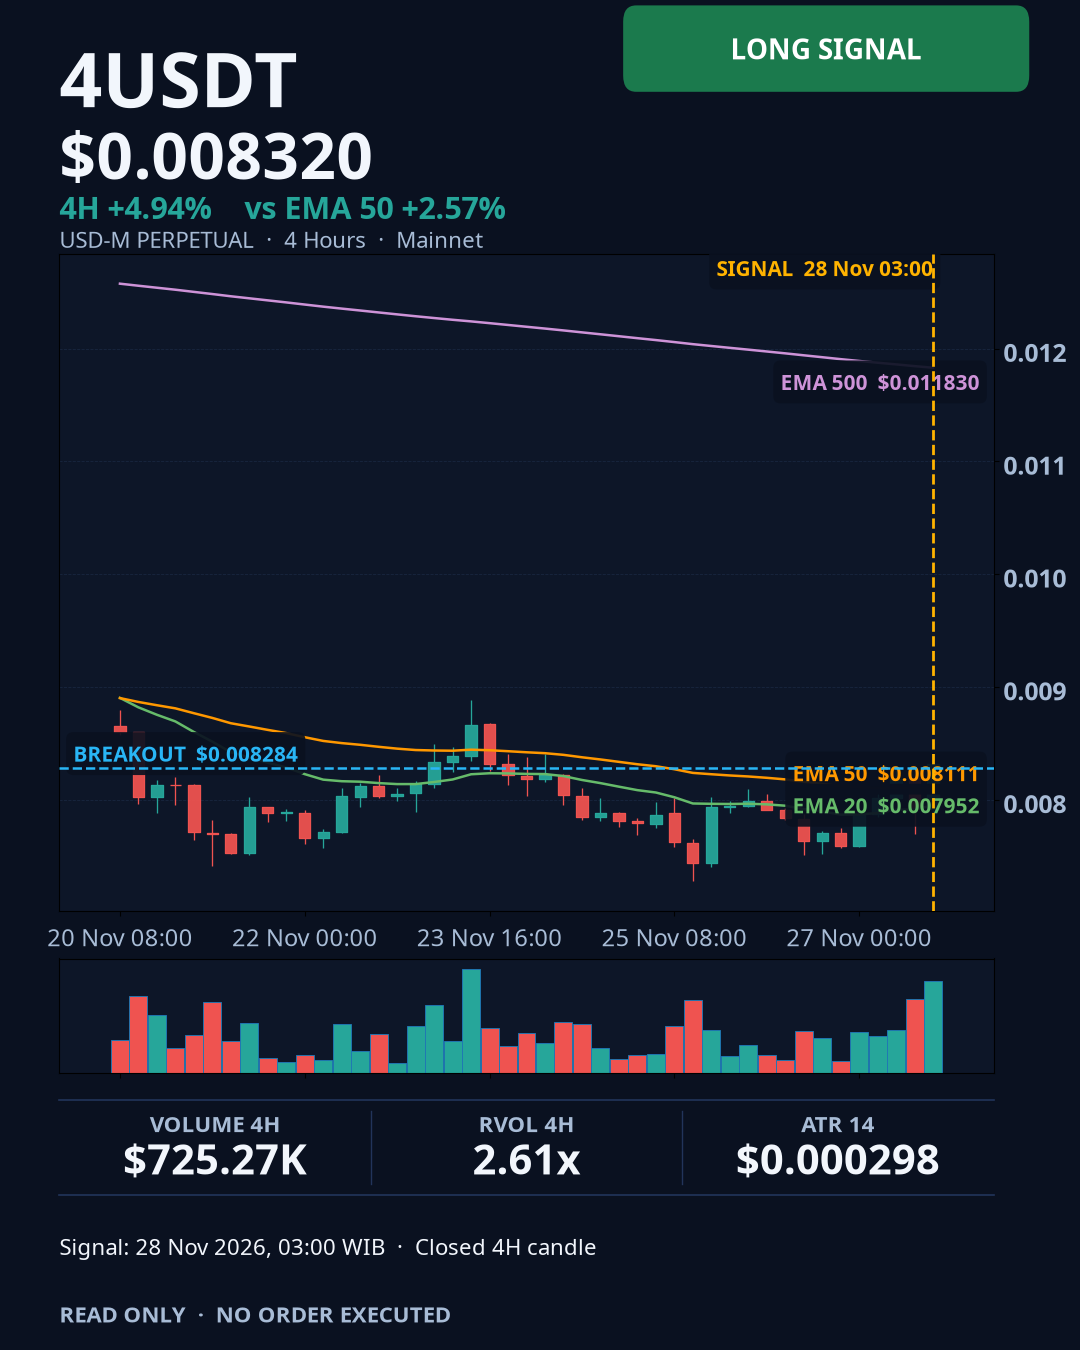 LONG SIGNAL
4USDT
$0.008320
4H +4.94% vs EMA 50 +2.57%
USD-M PERPETUAL · 4 Hours · Mainnet
SIGNAL 28 Nov 03:00
0.012
EMA 500 $0.011830
0.011
0.010
0.009
BREAKOUT $0.008284
EMA 50 $0.008111
EMA 20 $0.007952
0.008
20 Nov 08:00 22 Nov 00:00 23 Nov 16:00 25 Nov 08:00 27 Nov 00:00
VOLUME 4H RVOL 4H ATR 14
$725.27K 2.61x $0.000298
Signal: 28 Nov 2026, 03:00 WIB · Closed 4H candle
READ ONLY · NO ORDER EXECUTED